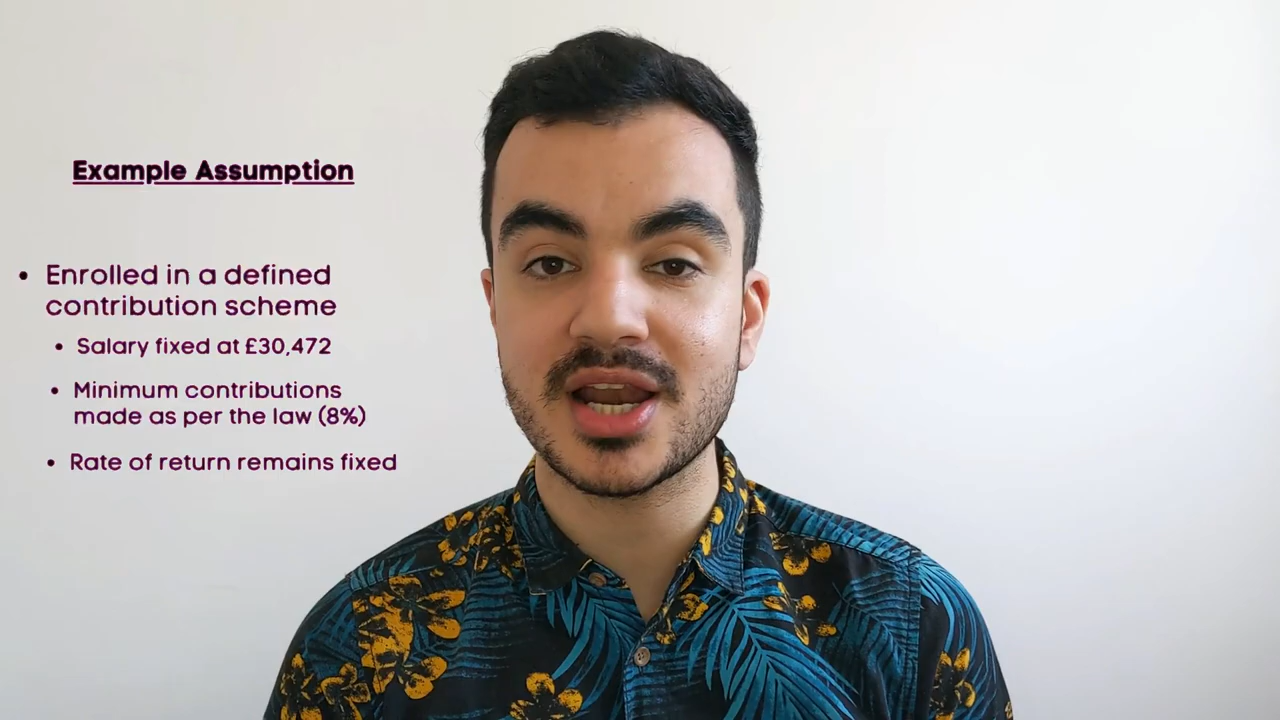 Example Assumption
• Enrolled in a defined
contribution scheme
• Salary fixed at £30,472
• Minimum contributions
made as per the law (8%)
• Rate of return remains fixed